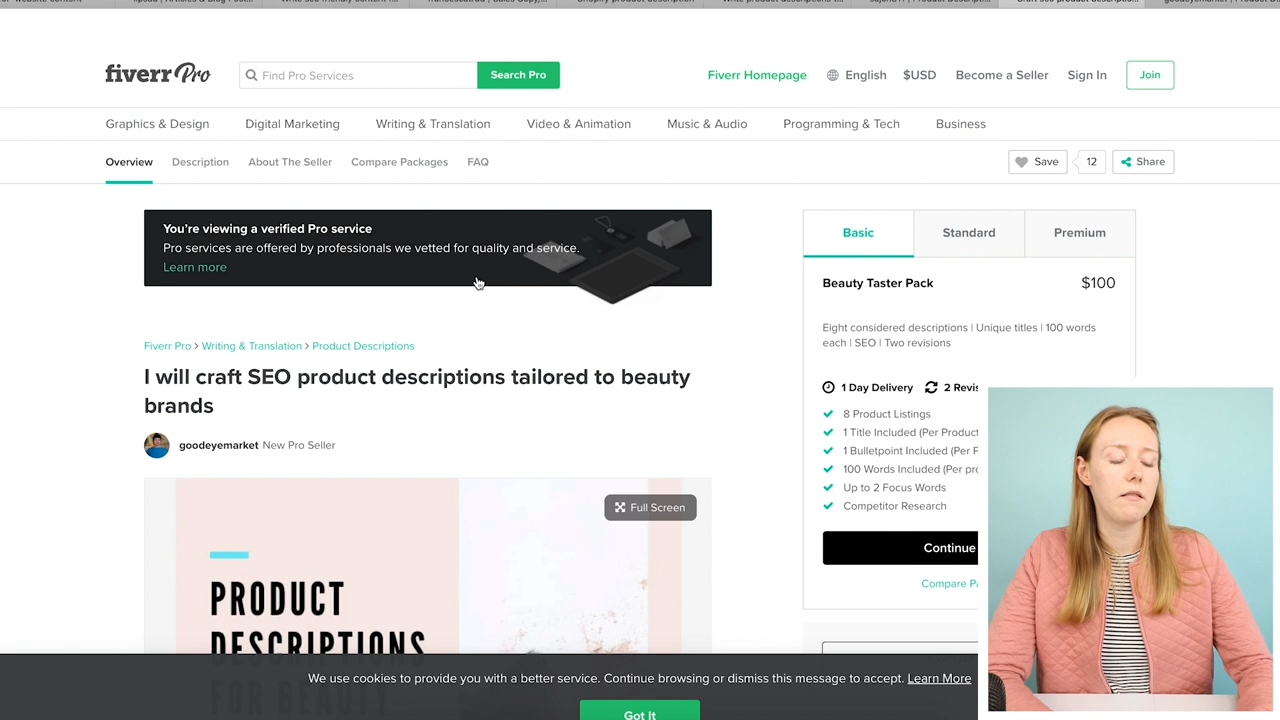 fiverr Pro
Find Pro Services
Search Pro
Fiverr Homepage
English
$USD
Become a Seller
Sign In
Join
Graphics & Design
Digital Marketing
Writing & Translation
Video & Animation
Music & Audio
Programming & Tech
Business
Overview
Description
About The Seller
Compare Packages
FAQ
Save
12
Share
You're viewing a verified Pro service
Pro services are offered by professionals we vetted for quality and service.
Learn more
Fiverr Pro > Writing & Translation > Product Descriptions
I will craft SEO product descriptions tailored to beauty
brands
goodeyemarket New Pro Seller
Full Screen
PRODUCT
DESCRIPTIONS
FOR BEAUTY
Basic
Standard
Premium
Beauty Taster Pack
$100
Eight considered descriptions | Unique titles | 100 words
each | SEO | Two revisions
1 Day Delivery
2 Revis
8 Product Listings
1 Title Included (Per Product
1 Bulletpoint Included (Per P
100 Words Included (Per pro
Up to 2 Focus Words
Competitor Research
Continue
Compare Pa
We use cookies to provide you with a better service. Continue browsing or dismiss this message to accept. Learn More
Got It